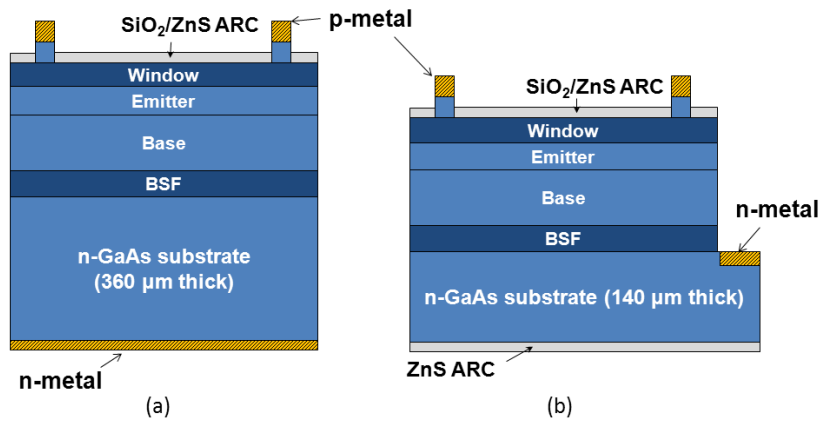 SiO₂/ZnS ARC
p-metal
Window
Emitter
Base
BSF
n-GaAs substrate
(360 µm thick)
n-metal
(a)
SiO₂/ZnS ARC
Window
Emitter
Base
BSF
n-metal
n-GaAs substrate (140 µm thick)
ZnS ARC
(b)